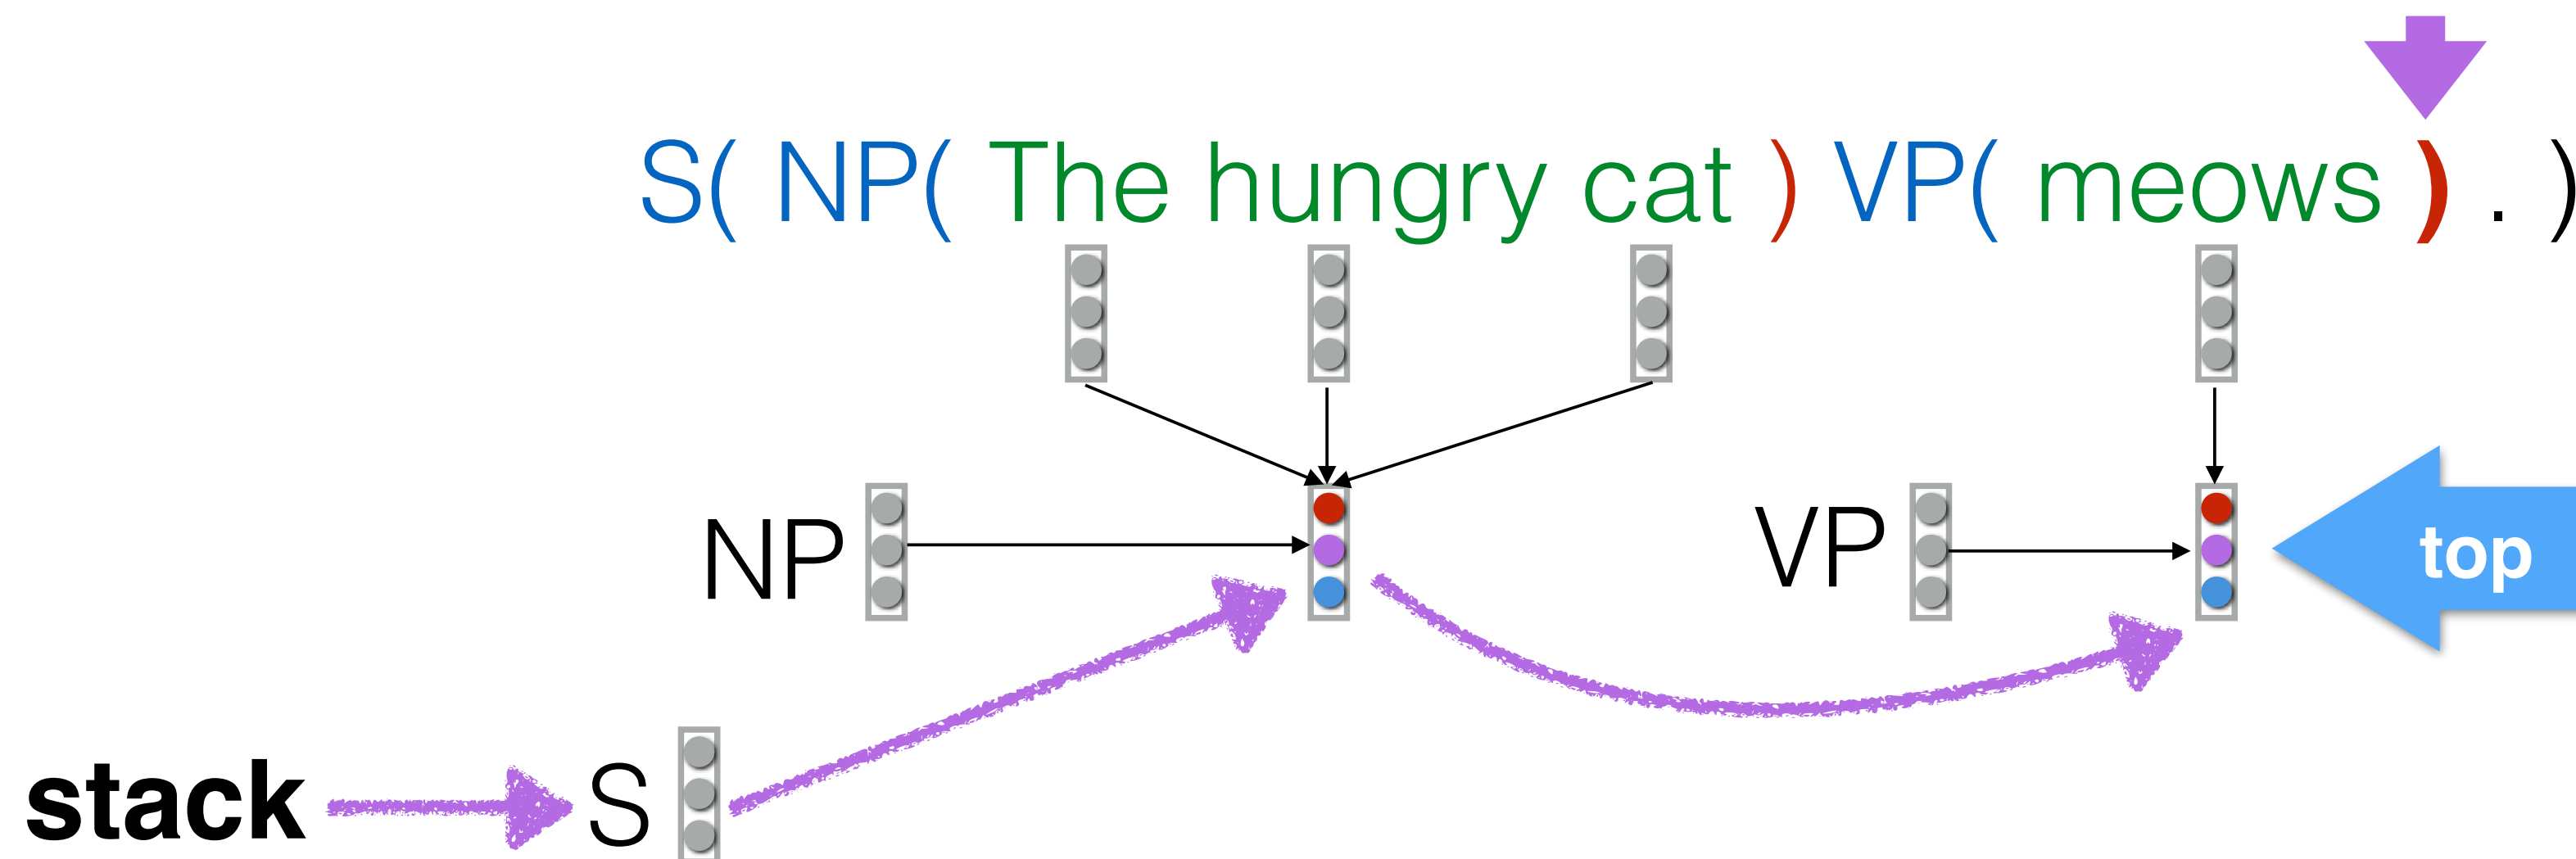 S( NP( The hungry cat ) VP( meows ) . )
NP VP top
stack S